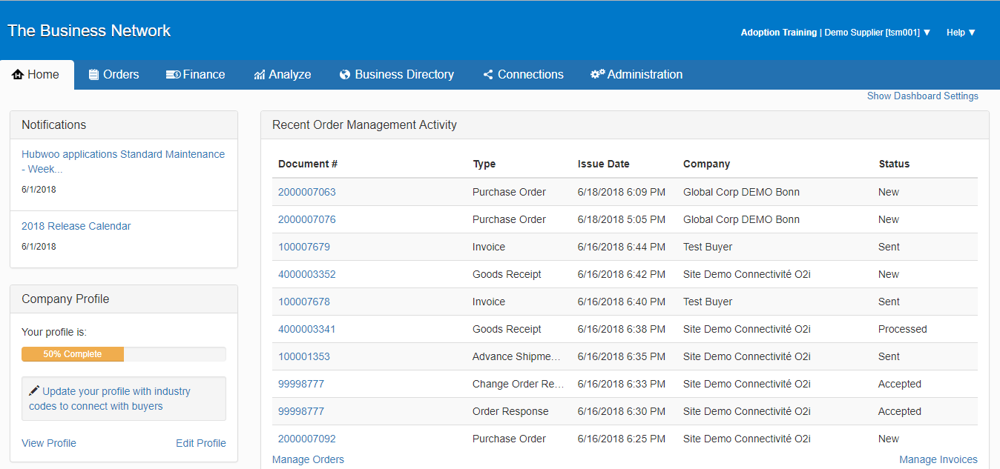 The Business Network
Adoption Training | Demo Supplier [tsm001] ▼ Help ▼
Home Orders Finance Analyze Business Directory Connections Administration
Show Dashboard Settings
Notifications
Hubwoo applications Standard Maintenance
- Week...
6/1/2018
2018 Release Calendar
6/1/2018
Company Profile
Your profile is:
50% Complete
Update your profile with industry
codes to connect with buyers
View Profile Edit Profile
Recent Order Management Activity
Document # Type Issue Date Company Status
2000007063 Purchase Order 6/18/2018 6:09 PM Global Corp DEMO Bonn New
2000007076 Purchase Order 6/18/2018 5:05 PM Global Corp DEMO Bonn New
100007679 Invoice 6/16/2018 6:44 PM Test Buyer Sent
4000003352 Goods Receipt 6/16/2018 6:42 PM Site Demo Connectivité O2i New
100007678 Invoice 6/16/2018 6:40 PM Test Buyer Sent
4000003341 Goods Receipt 6/16/2018 6:38 PM Site Demo Connectivité O2i Processed
100001353 Advance Shipme... 6/16/2018 6:35 PM Site Demo Connectivité O2i Sent
99998777 Change Order Re... 6/16/2018 6:33 PM Site Demo Connectivité O2i Accepted
99998777 Order Response 6/16/2018 6:30 PM Site Demo Connectivité O2i Accepted
2000007092 Purchase Order 6/16/2018 6:25 PM Site Demo Connectivité O2i New
Manage Orders Manage Invoices